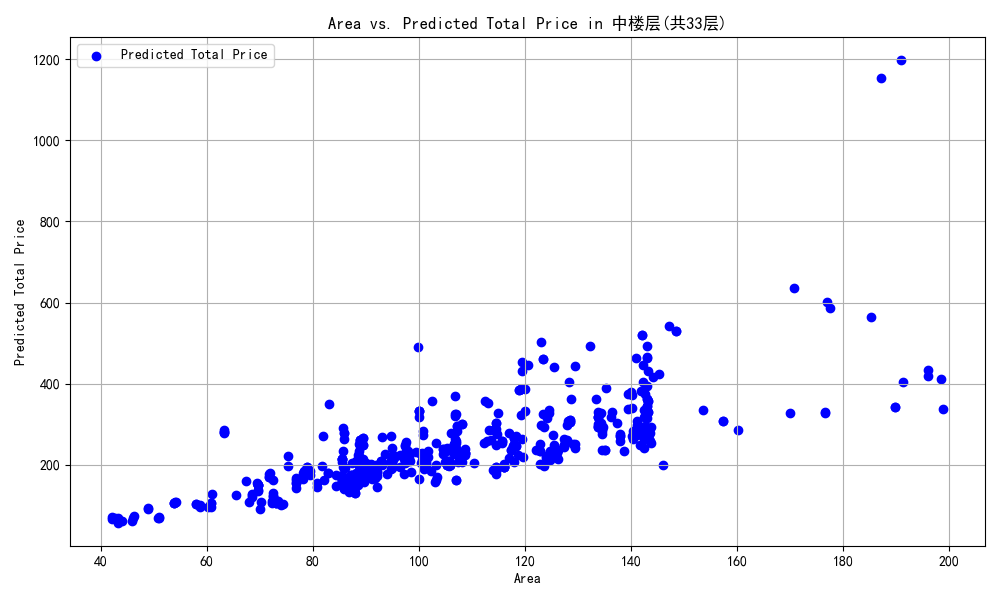 Area vs. Predicted Total Price in 中楼层(共33层)
Predicted Total Price
1200
1000
800
600
400
200
Predicted Total Price
40 60 80 100 120 140 160 180 200
Area